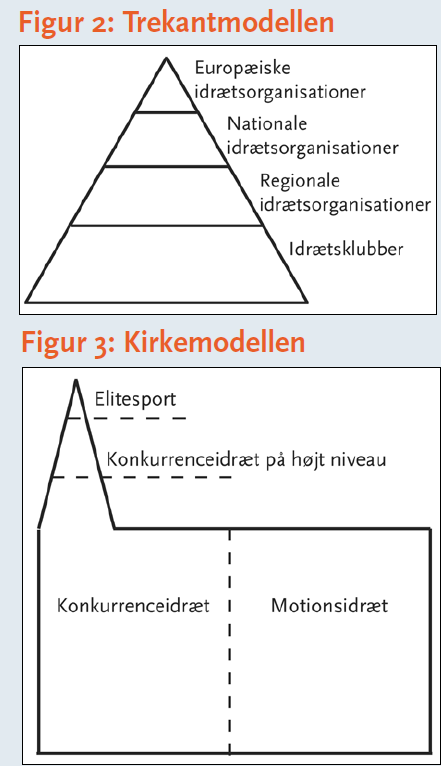 Figur 2: Trekantmodellen
Europæiske
idrætsorganisationer
Nationale
idrætsorganisationer
Regionale
idrætsorganisationer
Idrætsklubber
Figur 3: Kirkemodellen
Elitesport
Konkurrenceidræt på højt niveau
Konkurrenceidræt
Motionsidræt